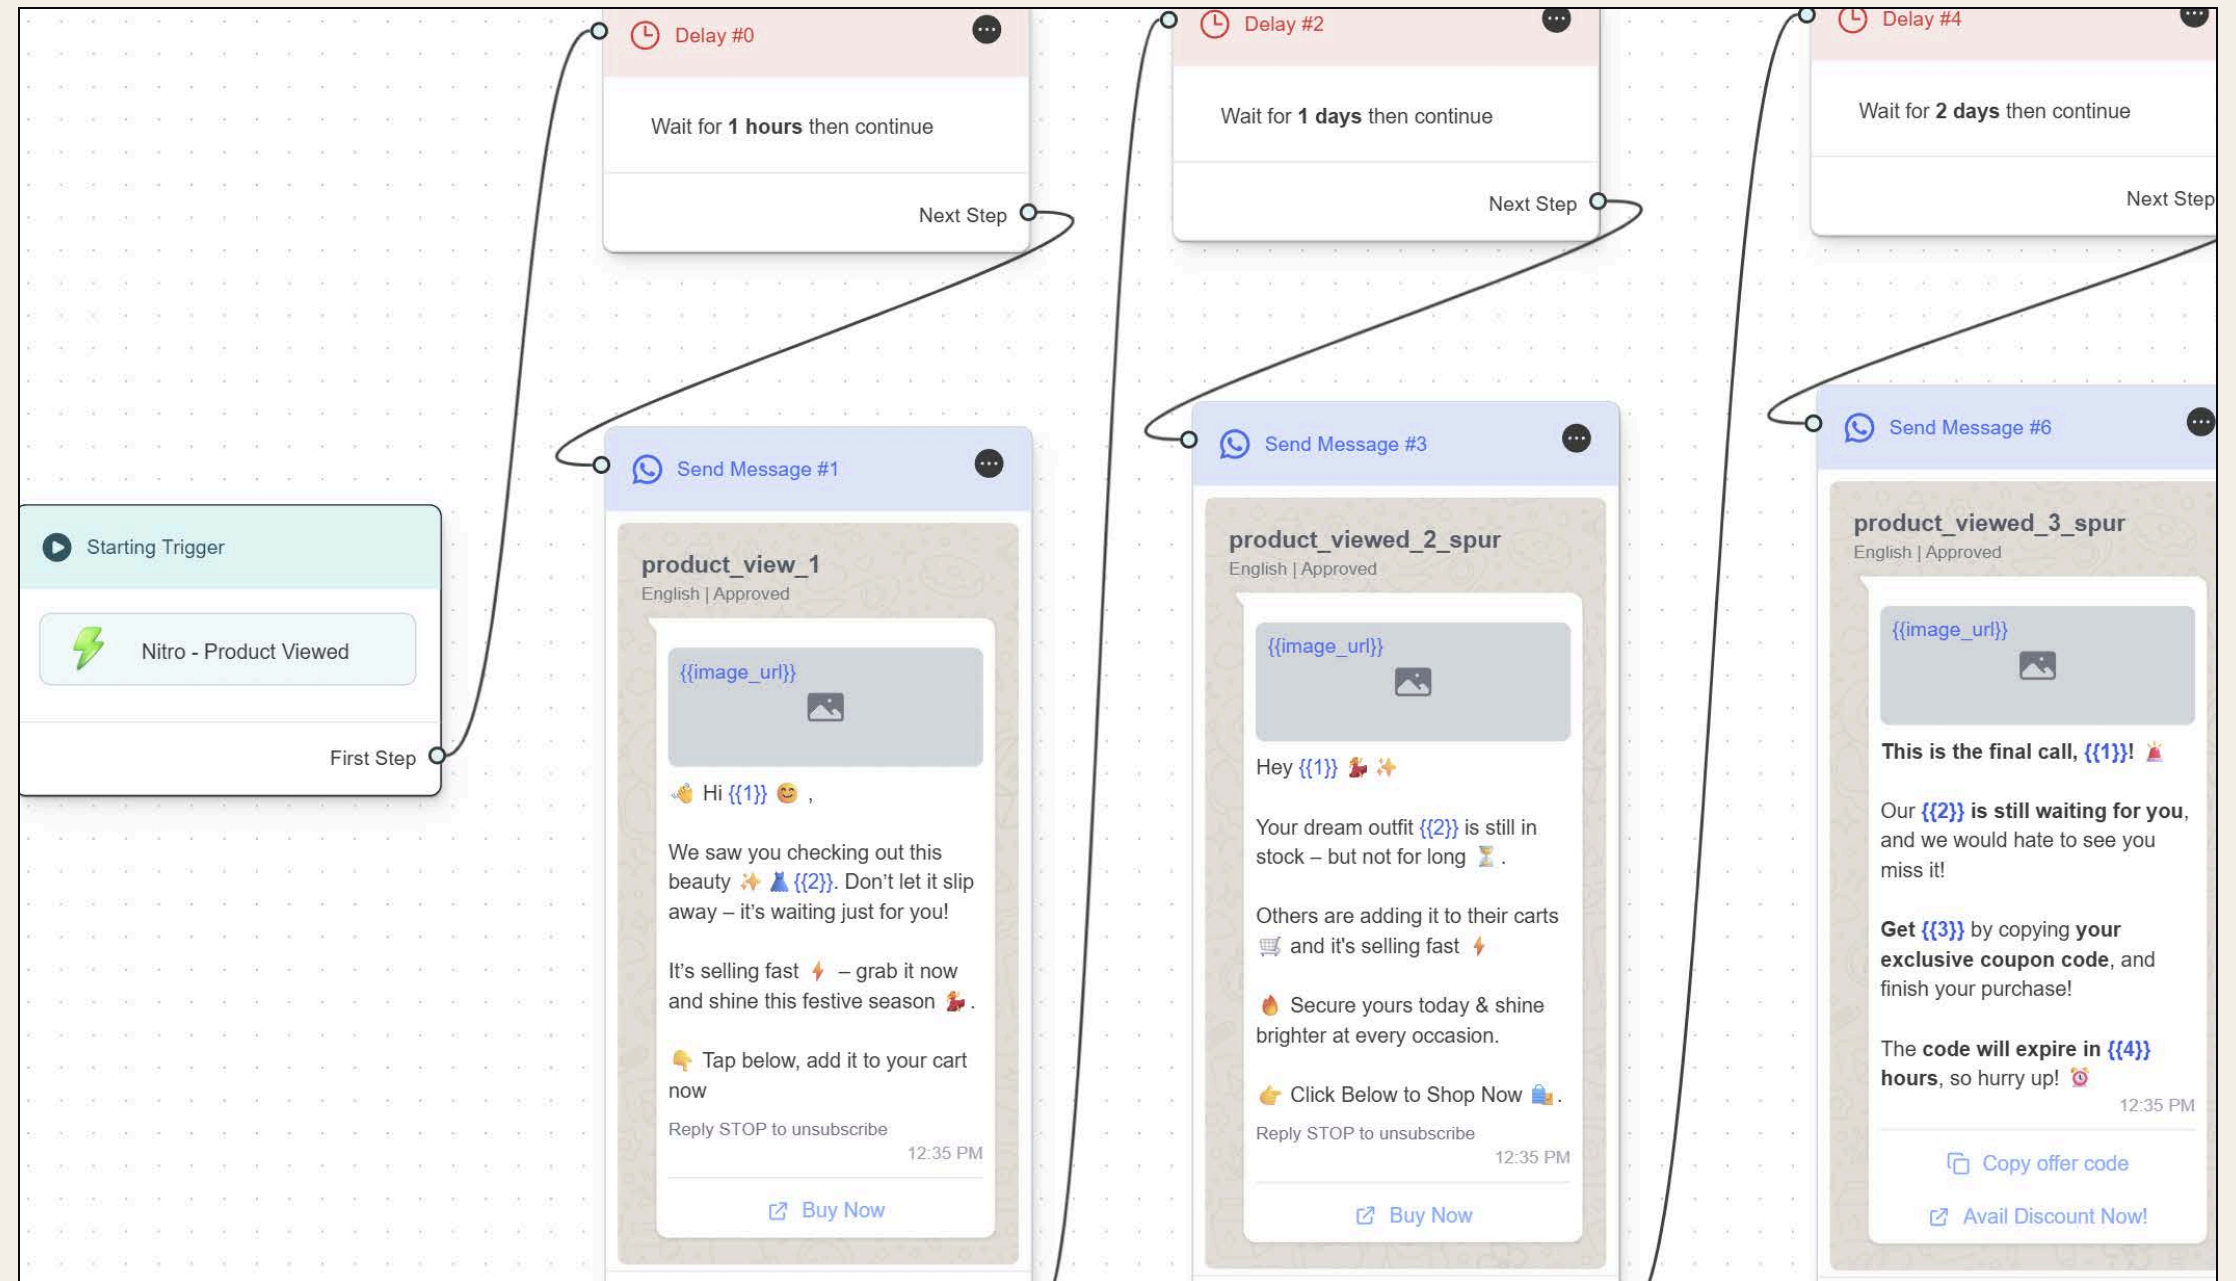 Starting Trigger
Nitro - Product Viewed
First Step
Delay #0
Wait for 1 hours then continue
Next Step
Send Message #1
product_view_1
English | Approved
{{image_url}}
👋 Hi {{1}} 😊 ,
We saw you checking out this
beauty ✨ 👗 {{2}}. Don't let it slip
away – it's waiting just for you!
It's selling fast ⚡ – grab it now
and shine this festive season 💃.
👇 Tap below, add it to your cart
now
Reply STOP to unsubscribe
12:35 PM
Buy Now
Delay #2
Wait for 1 days then continue
Next Step
Send Message #3
product_viewed_2_spur
English | Approved
{{image_url}}
Hey {{1}} 💃 ✨
Your dream outfit {{2}} is still in
stock – but not for long ⏳ .
Others are adding it to their carts
🛒 and it's selling fast ⚡
🔥 Secure yours today & shine
brighter at every occasion.
👉 Click Below to Shop Now 🛍️.
Reply STOP to unsubscribe
12:35 PM
Buy Now
Delay #4
Wait for 2 days then continue
Next Step
Send Message #6
product_viewed_3_spur
English | Approved
{{image_url}}
This is the final call, {{1}}! 🚨
Our {{2}} is still waiting for you,
and we would hate to see you
miss it!
Get {{3}} by copying your
exclusive coupon code, and
finish your purchase!
The code will expire in {{4}}
hours, so hurry up! ⏰
12:35 PM
Copy offer code
Avail Discount Now!